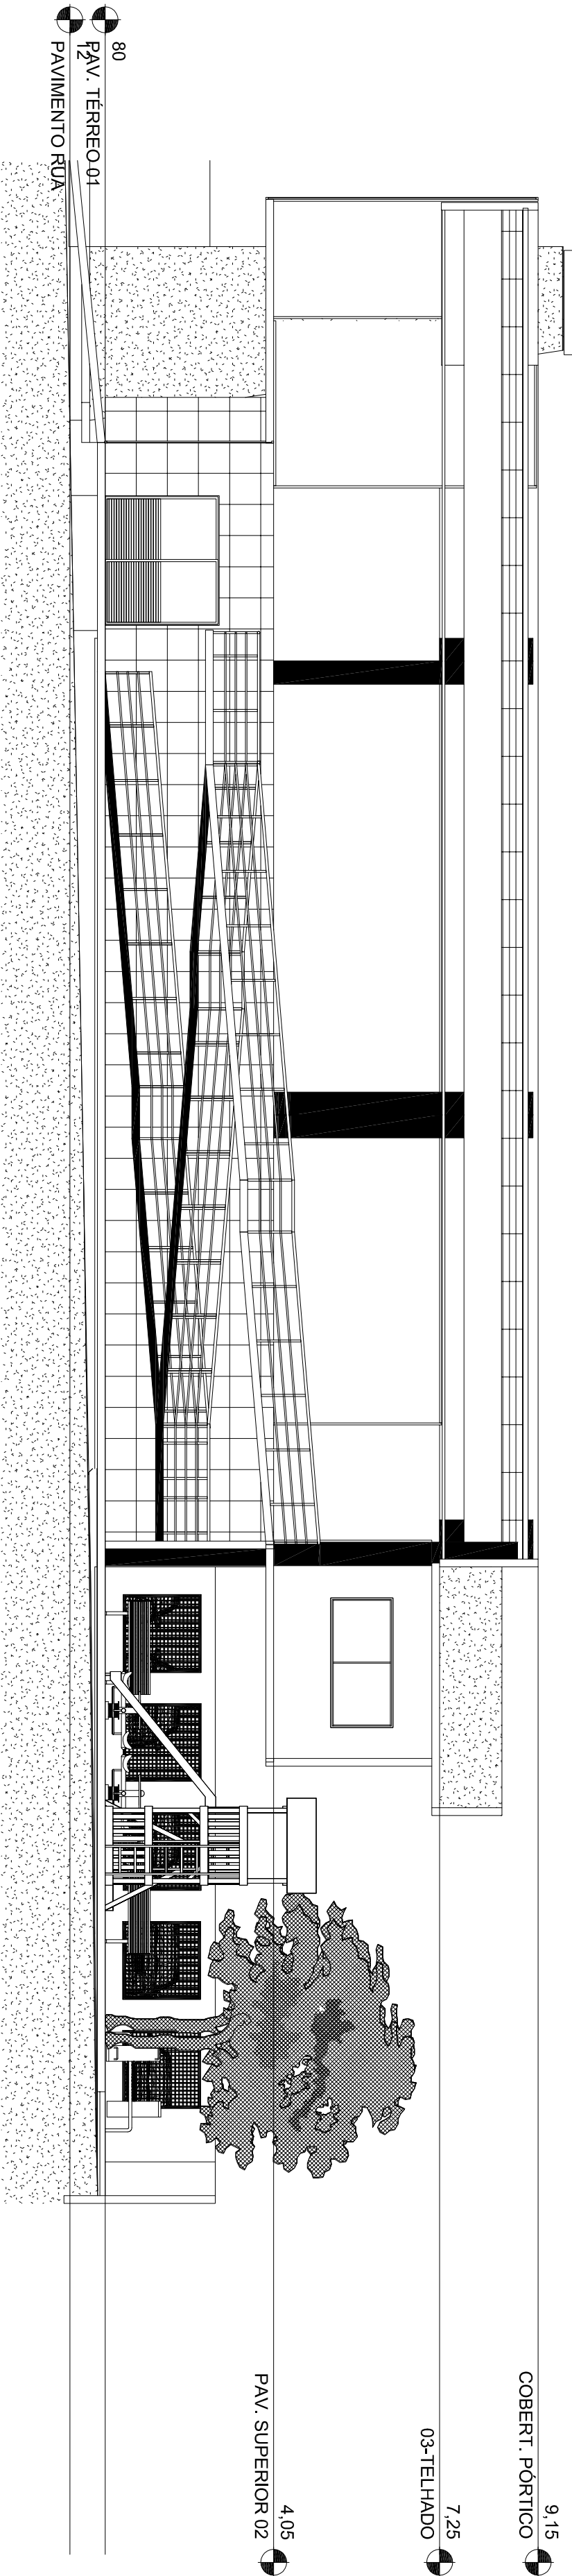 9,15
COBERT. PÓRTICO
7,25
03-TELHADO
4,05
PAV. SUPERIOR 02
80
PAV. TÉRREO 01
12
PAVIMENTO RUA